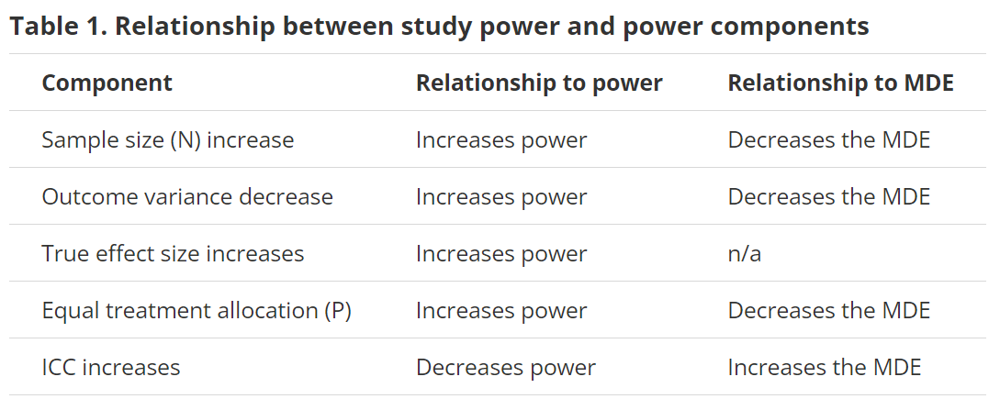 Table 1. Relationship between study power and power components
Component Relationship to power Relationship to MDE
Sample size (N) increase Increases power Decreases the MDE
Outcome variance decrease Increases power Decreases the MDE
True effect size increases Increases power n/a
Equal treatment allocation (P) Increases power Decreases the MDE
ICC increases Decreases power Increases the MDE